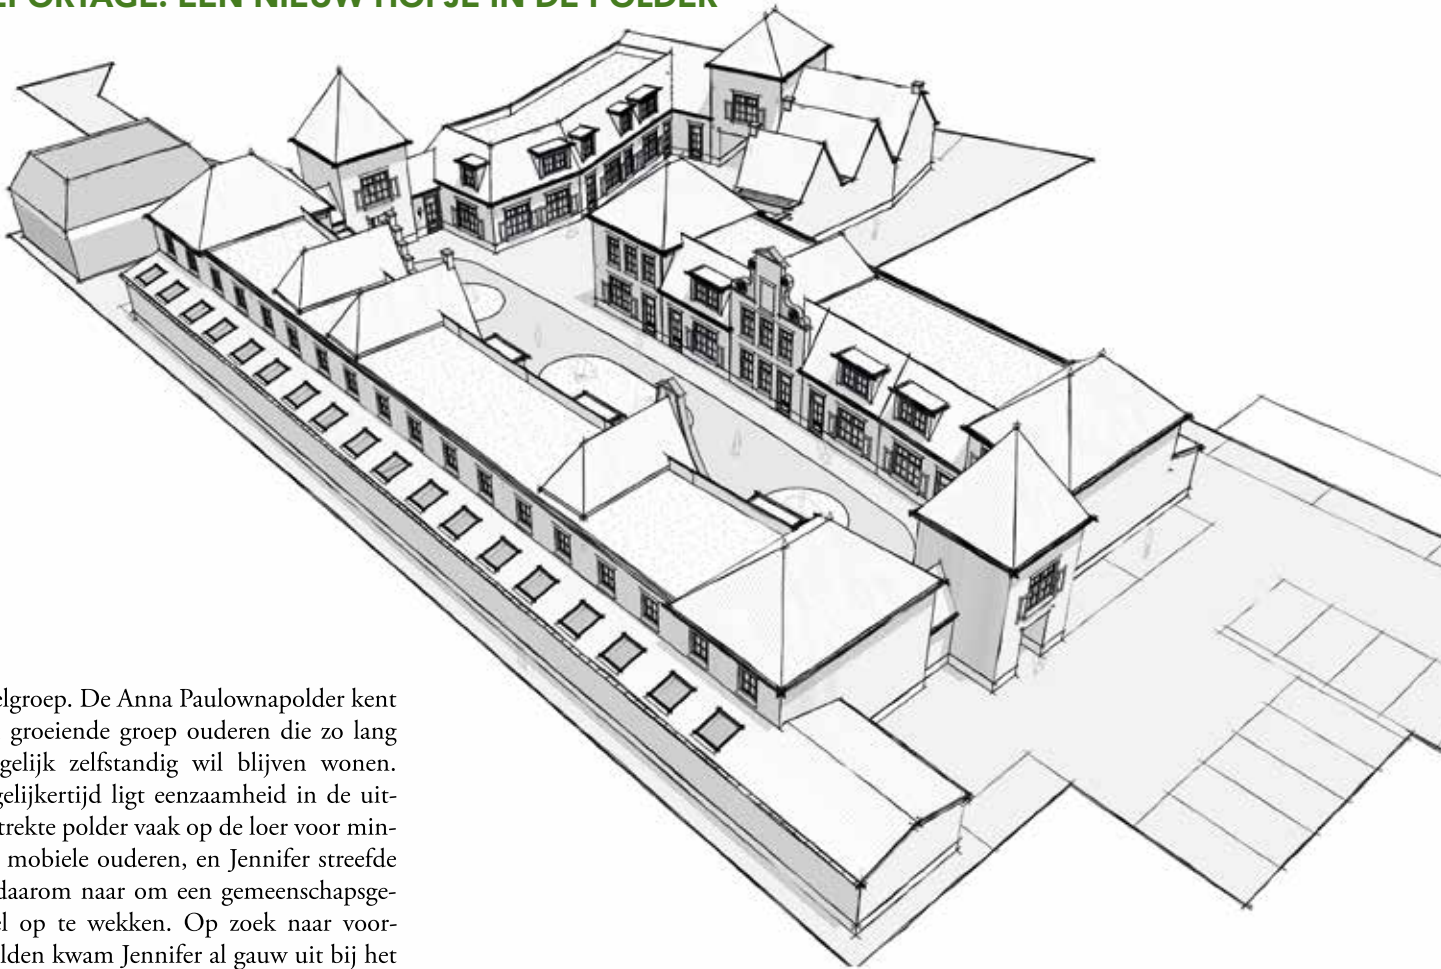 EPORTAGE: EEN NIEUW HOFJE IN DE POLDER
elgroep. De Anna Paulownapolder kent
groeiende groep ouderen die zo lang
gelijk zelfstandig wil blijven wonen.
gelijkertijd ligt eenzaamheid in de uit-
trekte polder vaak op de loer voor min-
mobiele ouderen, en Jennifer streefde
daarom naar om een gemeenschapsge-
el op te wekken. Op zoek naar voor-
lden kwam Jennifer al gauw uit bij het